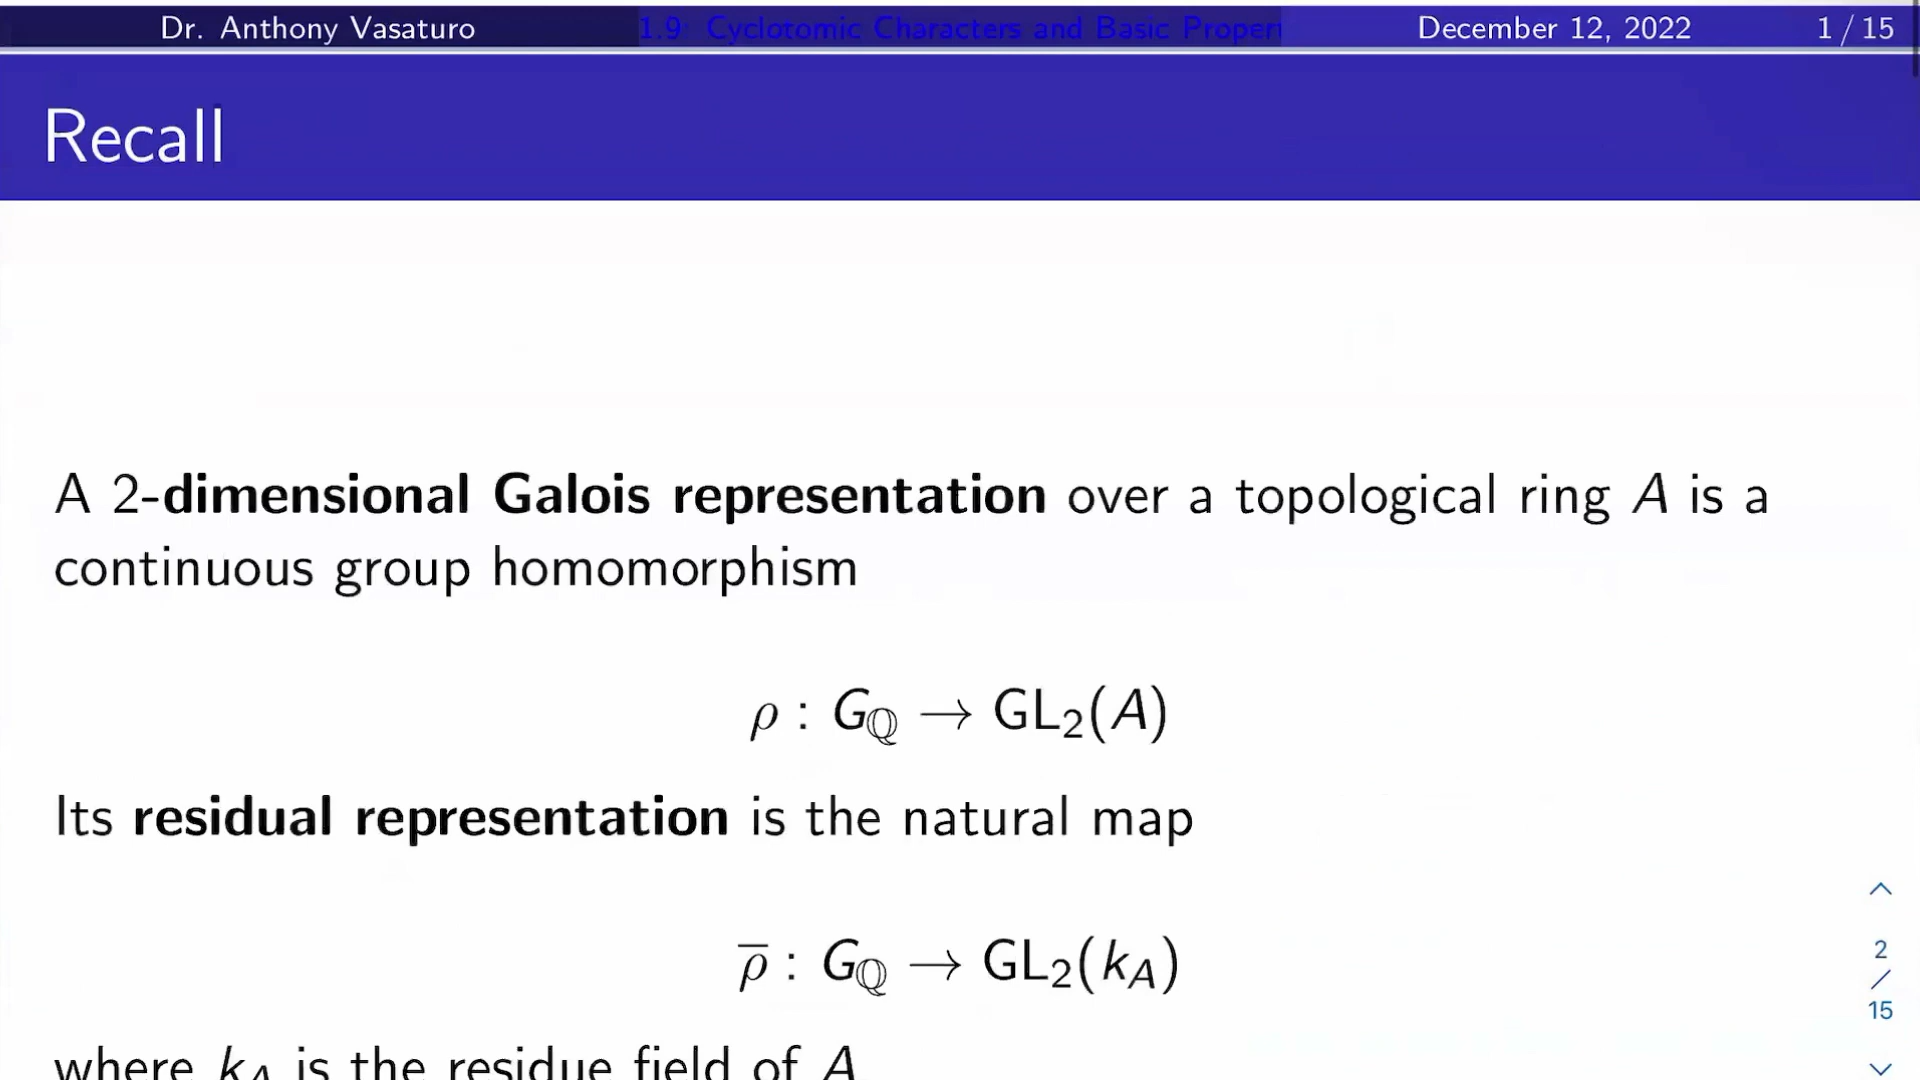 Dr. Anthony Vasaturo 1.9 Cyclotomic Characters and Basic Propert December 12, 2022 1 / 15
Recall
A 2-dimensional Galois representation over a topological ring A is a
continuous group homomorphism
ρ : G_ℚ → GL₂(A)
Its residual representation is the natural map
ρ̅ : G_ℚ → GL₂(k_A)
where k_A is the residue field of A
2
/
15